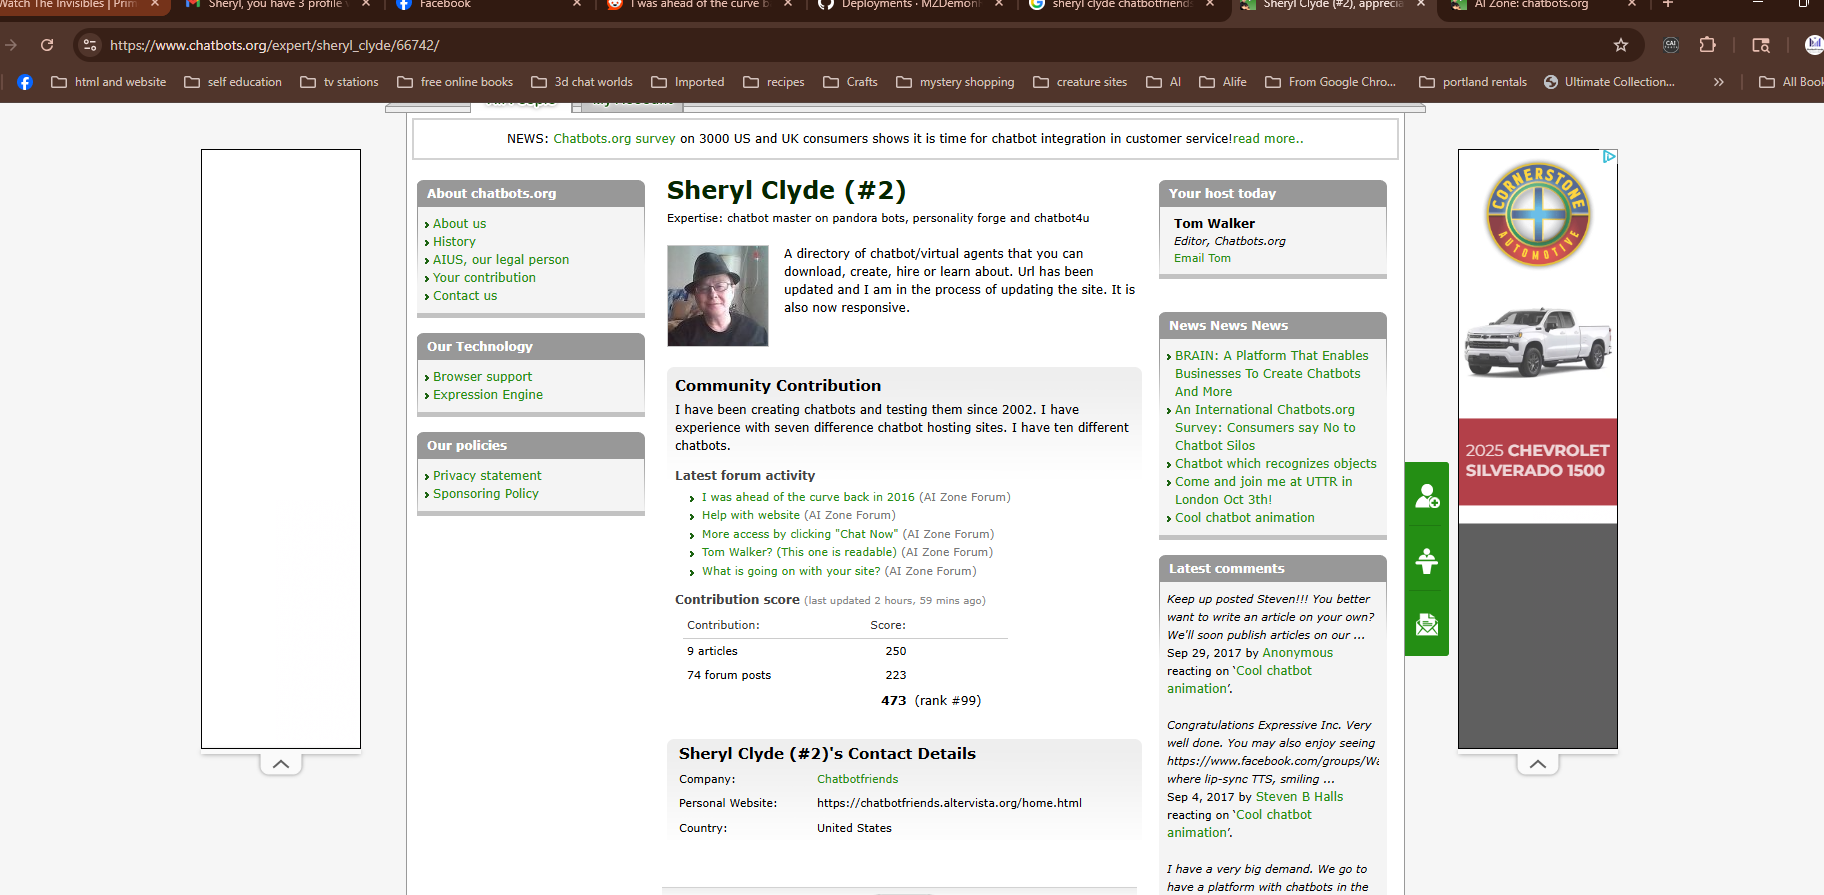 Watch The Invisibles | Prim
Sheryl, you have 3 profile v
Facebook
I was ahead of the curve b
Deployments · MZDemon
sheryl clyde chatbotfriends
Sheryl Clyde (#2), apprecia
AI Zone: chatbots.org
https://www.chatbots.org/expert/sheryl_clyde/66742/
html and website
self education
tv stations
free online books
3d chat worlds
Imported
recipes
Crafts
mystery shopping
creature sites
AI
Alife
From Google Chro...
portland rentals
Ultimate Collection...
»
All Book
NEWS: Chatbots.org survey on 3000 US and UK consumers shows it is time for chatbot integration in customer service!read more..
About chatbots.org
About us
History
AIUS, our legal person
Your contribution
Contact us
Our Technology
Browser support
Expression Engine
Our policies
Privacy statement
Sponsoring Policy
Sheryl Clyde (#2)
Expertise: chatbot master on pandora bots, personality forge and chatbot4u
A directory of chatbot/virtual agents that you can
download, create, hire or learn about. Url has been
updated and I am in the process of updating the site. It is
also now responsive.
Community Contribution
I have been creating chatbots and testing them since 2002. I have
experience with seven difference chatbot hosting sites. I have ten different
chatbots.
Latest forum activity
I was ahead of the curve back in 2016 (AI Zone Forum)
Help with website (AI Zone Forum)
More access by clicking "Chat Now" (AI Zone Forum)
Tom Walker? (This one is readable) (AI Zone Forum)
What is going on with your site? (AI Zone Forum)
Contribution score (last updated 2 hours, 59 mins ago)
Contribution: Score:
9 articles 250
74 forum posts 223
473 (rank #99)
Sheryl Clyde (#2)'s Contact Details
Company: Chatbotfriends
Personal Website: https://chatbotfriends.altervista.org/home.html
Country: United States
Your host today
Tom Walker
Editor, Chatbots.org
Email Tom
News News News
BRAIN: A Platform That Enables
Businesses To Create Chatbots
And More
An International Chatbots.org
Survey: Consumers say No to
Chatbot Silos
Chatbot which recognizes objects
Come and join me at UTTR in
London Oct 3th!
Cool chatbot animation
Latest comments
Keep up posted Steven!!! You better
want to write an article on your own?
We'll soon publish articles on our ...
Sep 29, 2017 by Anonymous
reacting on 'Cool chatbot
animation'.
Congratulations Expressive Inc. Very
well done. You may also enjoy seeing
https://www.facebook.com/groups/Wa
where lip-sync TTS, smiling ...
Sep 4, 2017 by Steven B Halls
reacting on 'Cool chatbot
animation'.
I have a very big demand. We go to
have a platform with chatbots in the
CORNERSTONE
AUTOMOTIVE
2025 CHEVROLET
SILVERADO 1500